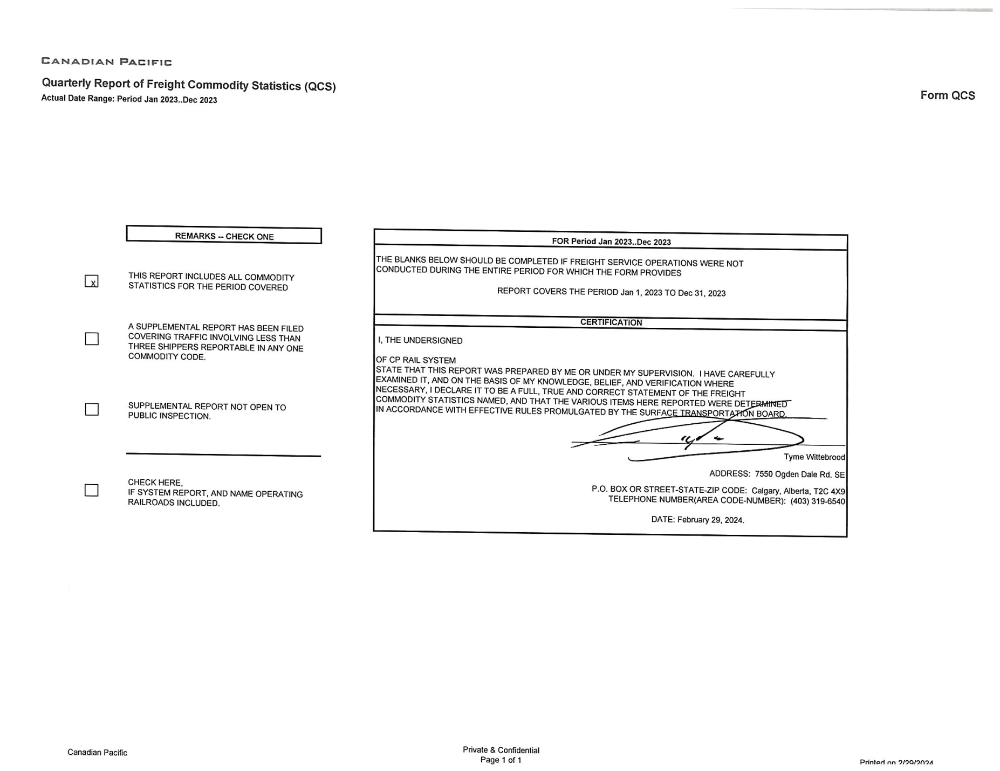 CANADIAN PACIFIC
Quarterly Report of Freight Commodity Statistics (QCS)
Actual Date Range: Period Jan 2023..Dec 2023
Form QCS
REMARKS -- CHECK ONE
x
THIS REPORT INCLUDES ALL COMMODITY
STATISTICS FOR THE PERIOD COVERED
A SUPPLEMENTAL REPORT HAS BEEN FILED
COVERING TRAFFIC INVOLVING LESS THAN
THREE SHIPPERS REPORTABLE IN ANY ONE
COMMODITY CODE.
SUPPLEMENTAL REPORT NOT OPEN TO
PUBLIC INSPECTION.
CHECK HERE,
IF SYSTEM REPORT, AND NAME OPERATING
RAILROADS INCLUDED.
FOR Period Jan 2023..Dec 2023
THE BLANKS BELOW SHOULD BE COMPLETED IF FREIGHT SERVICE OPERATIONS WERE NOT
CONDUCTED DURING THE ENTIRE PERIOD FOR WHICH THE FORM PROVIDES
REPORT COVERS THE PERIOD Jan 1, 2023 TO Dec 31, 2023
CERTIFICATION
I, THE UNDERSIGNED
OF CP RAIL SYSTEM
STATE THAT THIS REPORT WAS PREPARED BY ME OR UNDER MY SUPERVISION. I HAVE CAREFULLY
EXAMINED IT, AND ON THE BASIS OF MY KNOWLEDGE, BELIEF, AND VERIFICATION WHERE
NECESSARY, I DECLARE IT TO BE A FULL, TRUE AND CORRECT STATEMENT OF THE FREIGHT
COMMODITY STATISTICS NAMED, AND THAT THE VARIOUS ITEMS HERE REPORTED WERE DETERMINED
IN ACCORDANCE WITH EFFECTIVE RULES PROMULGATED BY THE SURFACE TRANSPORTATION BOARD.
Tyme Wittebrood
ADDRESS: 7550 Ogden Dale Rd. SE
P.O. BOX OR STREET-STATE-ZIP CODE: Calgary, Alberta, T2C 4X9
TELEPHONE NUMBER(AREA CODE-NUMBER): (403) 319-6540
DATE: February 29, 2024.
Canadian Pacific
Private & Confidential
Page 1 of 1
Printed on 2/29/2024